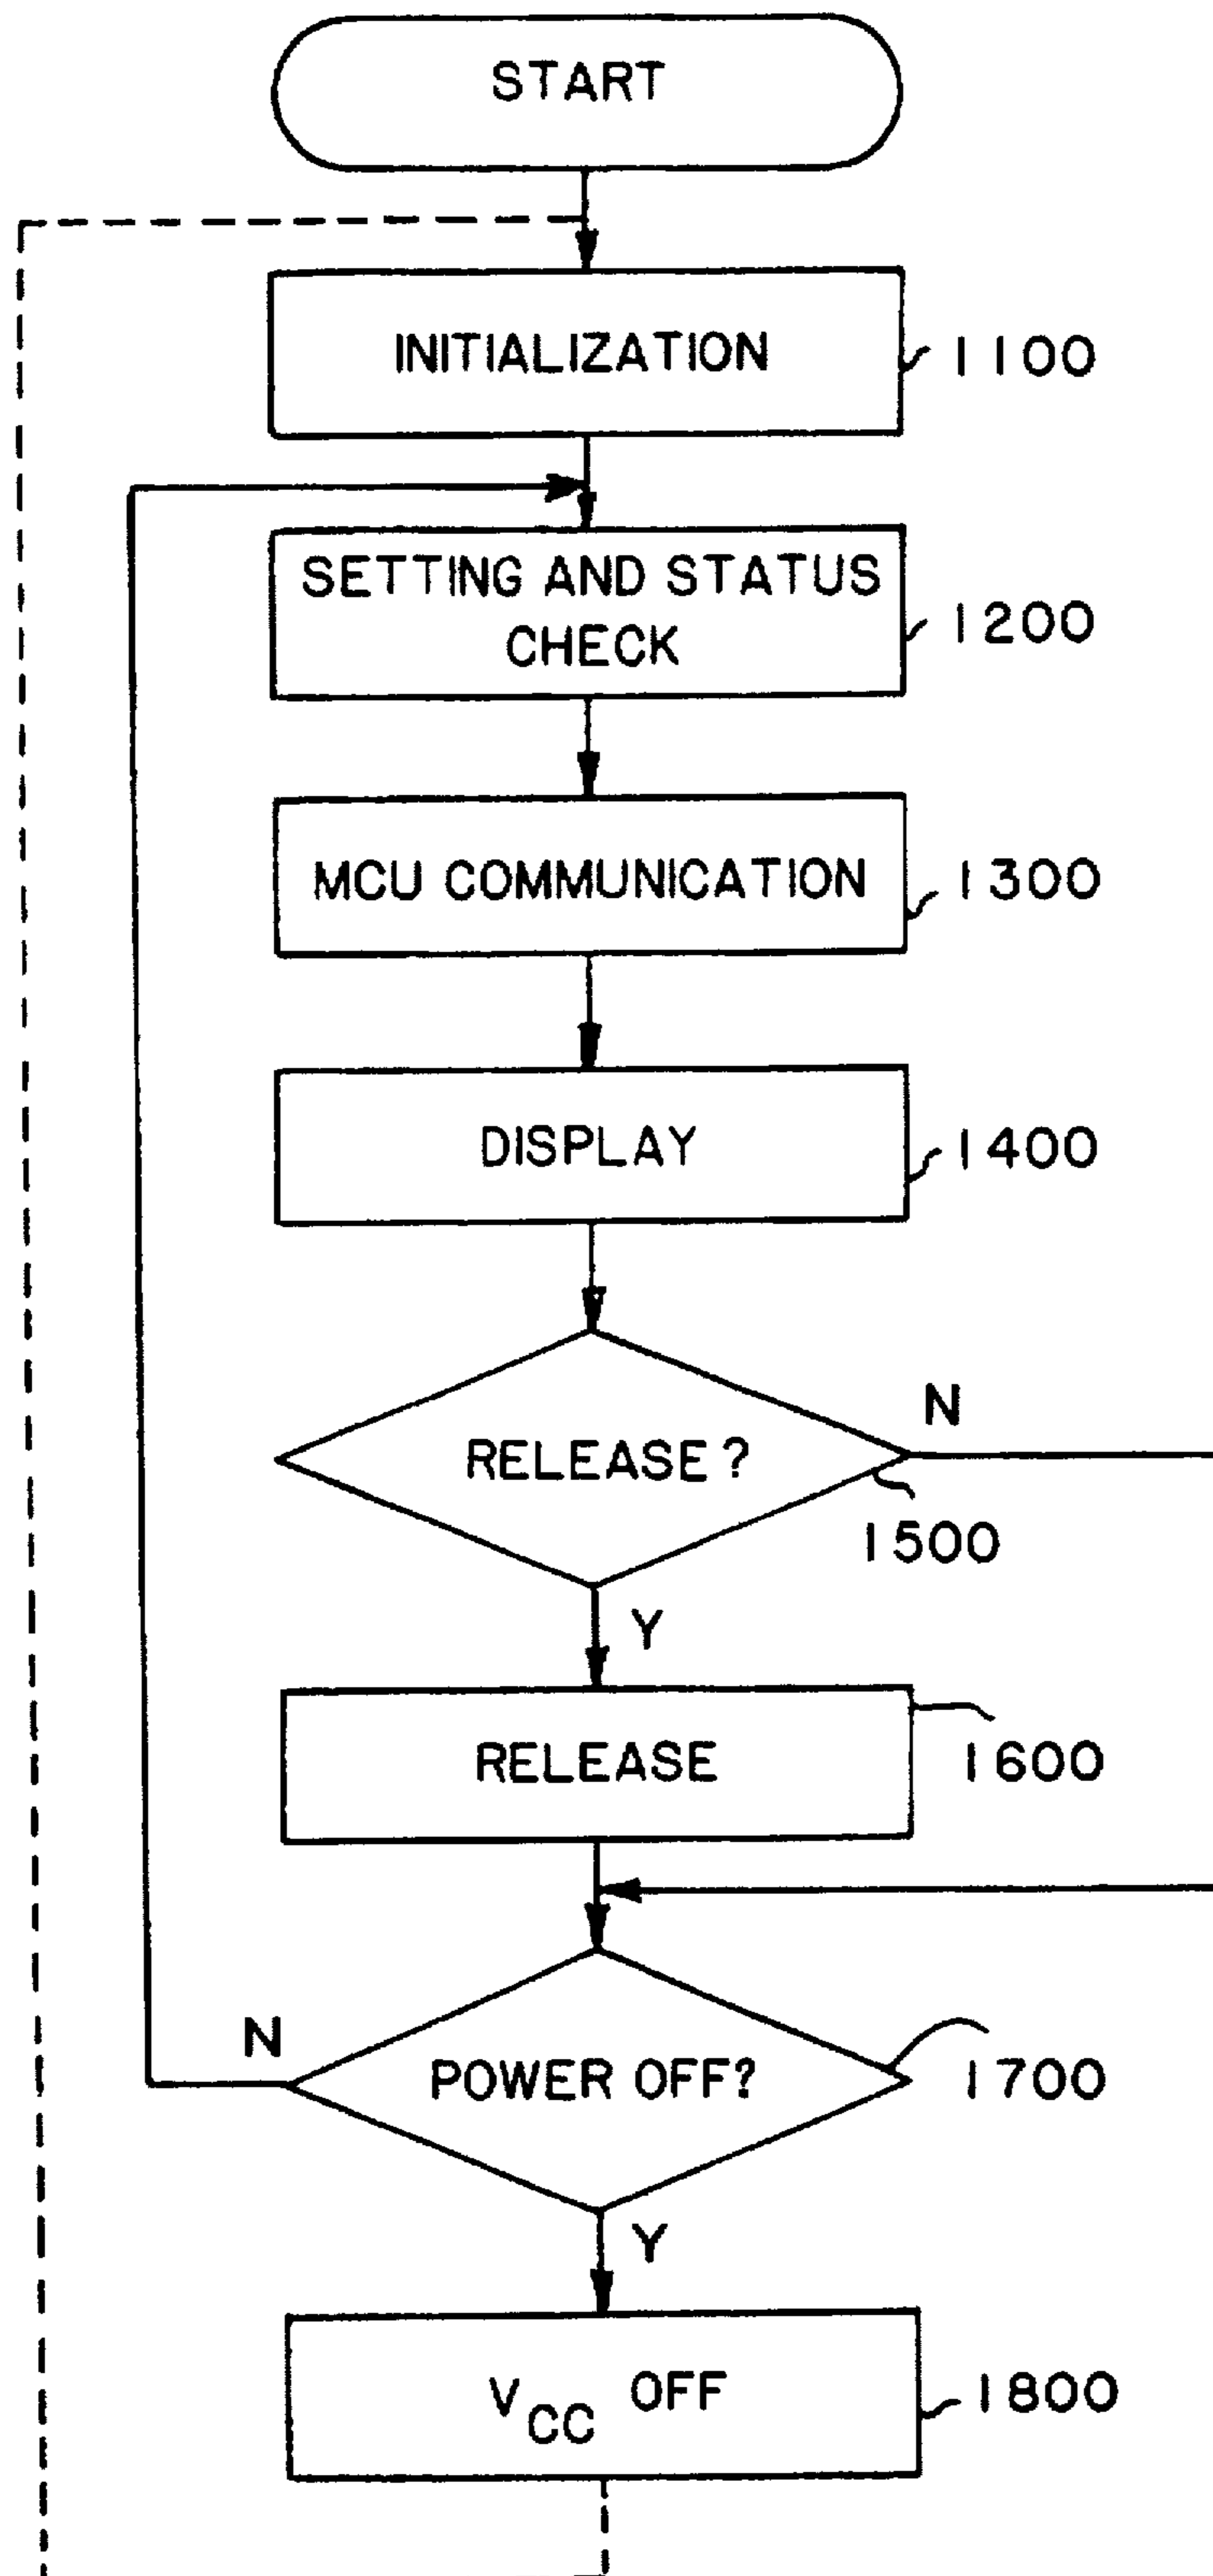 START
INITIALIZATION
1100
SETTING AND STATUS
CHECK
1200
MCU COMMUNICATION
1300
DISPLAY
1400
RELEASE?
N
1500
Y
RELEASE
1600
N
POWER OFF?
1700
Y
VCC OFF
1800